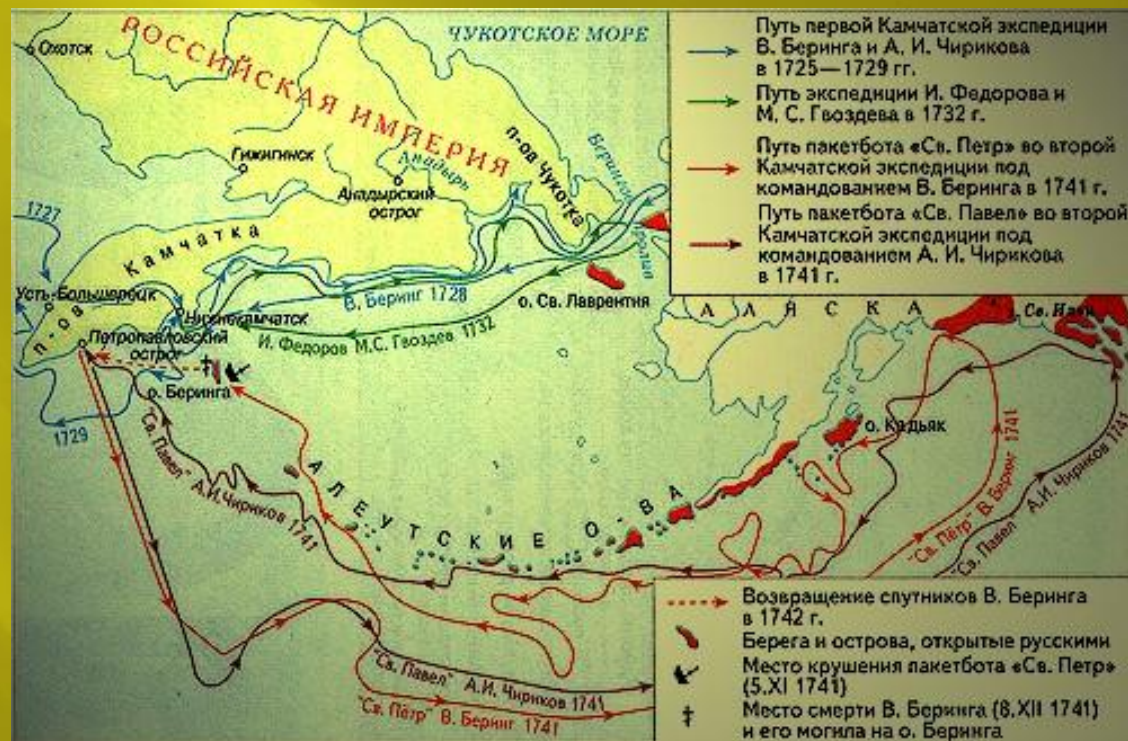 Охотск
РОССИЙСКАЯ ИМПЕРИЯ
ЧУКОТСКОЕ МОРЕ
Гижигинск
Анадырь
Анадырский
острог
п-ов Чукотка
Берингов
пролив
1727
п-ов Камчатка
Усть-Большерецк
Нижнекамчатск
Петропавловский
острог
о. Беринга
1729
В. Беринг 1728
И. Федоров М.С. Гвоздев 1732
о. Св. Лаврентия
АЛЯСКА
о. Кадьяк
АЛЕУТСКИЕ О-ВА
"Св. Павел" А.И. Чириков 1741
"Св. Пётр" В. Беринг 1741
"Св. Павел" А.И. Чириков 1741
"Св. Павел" А.И. Чириков 1741
"Св. Пётр" В. Беринг 1741
Путь первой Камчатской экспедиции
В. Беринга и А. И. Чирикова
в 1725—1729 гг.
Путь экспедиции И. Федорова и
М. С. Гвоздева в 1732 г.
Путь пакетбота «Св. Петр» во второй
Камчатской экспедиции под
командованием В. Беринга в 1741 г.
Путь пакетбота «Св. Павел» во второй
Камчатской экспедиции под
командованием А. И. Чирикова
в 1741 г.
Возвращение спутников В. Беринга
в 1742 г.
Берега и острова, открытые русскими
Место крушения пакетбота «Св. Петр»
(5.XI 1741)
Место смерти В. Беринга (8.XII 1741)
и его могила на о. Беринга